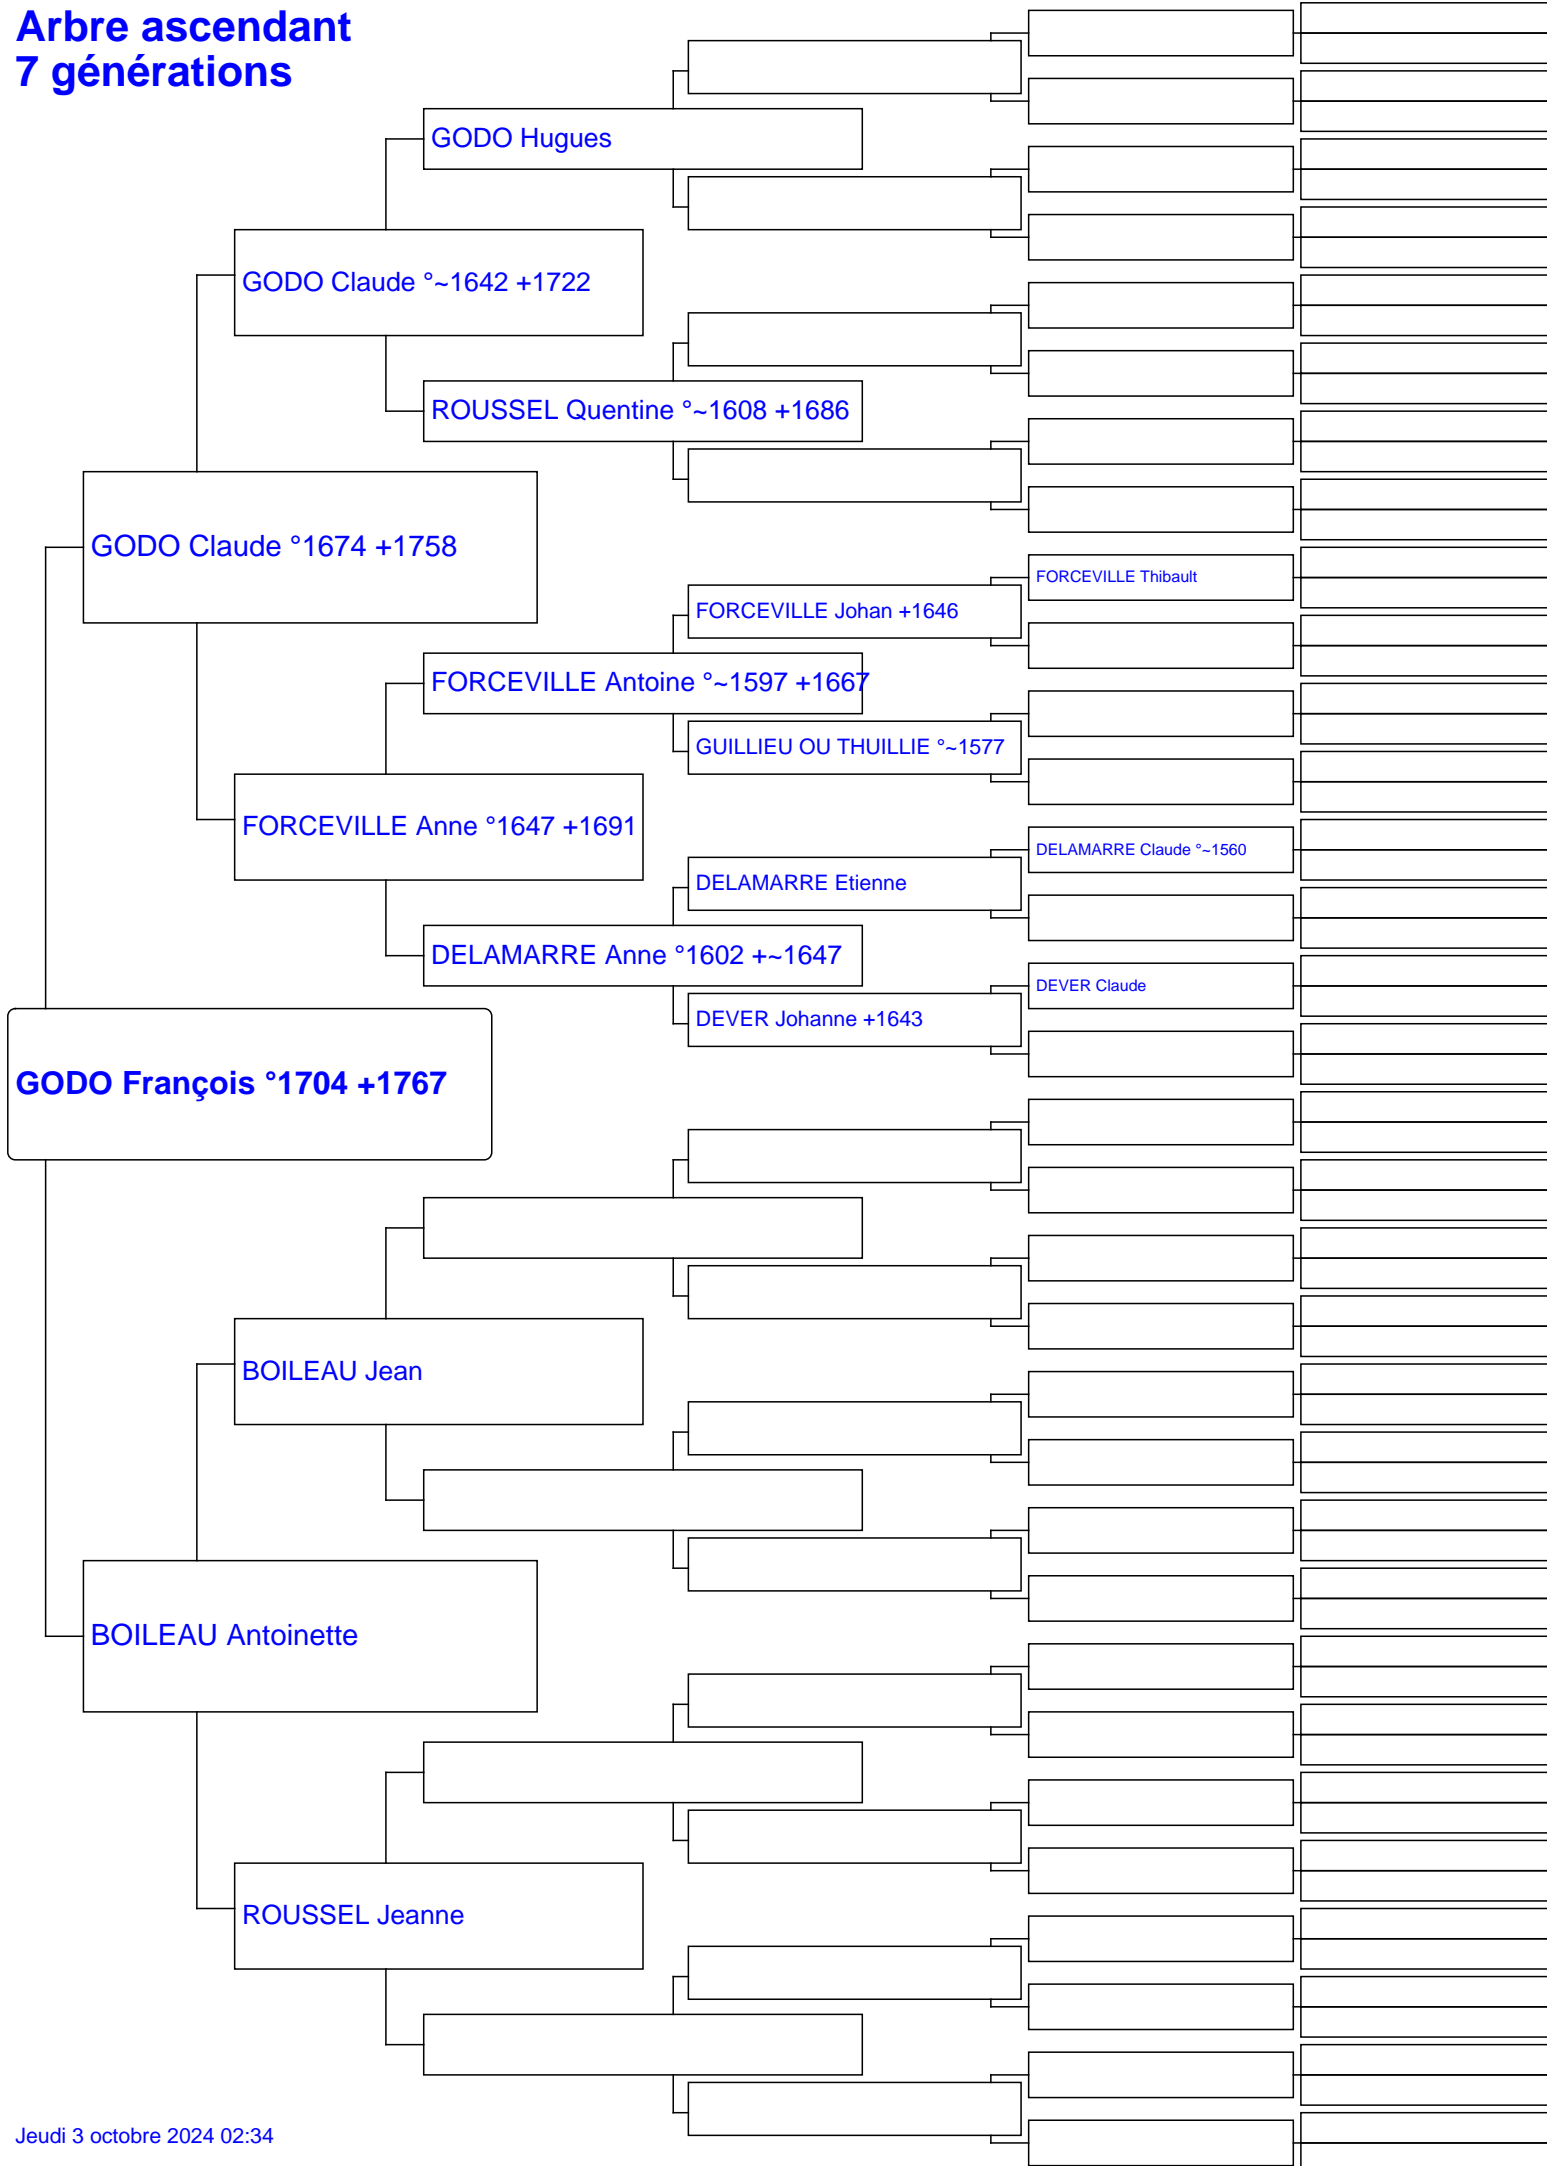 Arbre ascendant
7 générations
GODO Hugues
GODO Claude °~1642 +1722
ROUSSEL Quentine °~1608 +1686
GODO Claude °1674 +1758
FORCEVILLE Thibault
FORCEVILLE Johan +1646
FORCEVILLE Antoine °~1597 +1667
GUILLIEU OU THUILLIE °~1577
FORCEVILLE Anne °1647 +1691
DELAMARRE Claude °~1560
DELAMARRE Etienne
DELAMARRE Anne °1602 +~1647
DEVER Claude
DEVER Johanne +1643
GODO François °1704 +1767
BOILEAU Jean
BOILEAU Antoinette
ROUSSEL Jeanne
Jeudi 3 octobre 2024 02:34